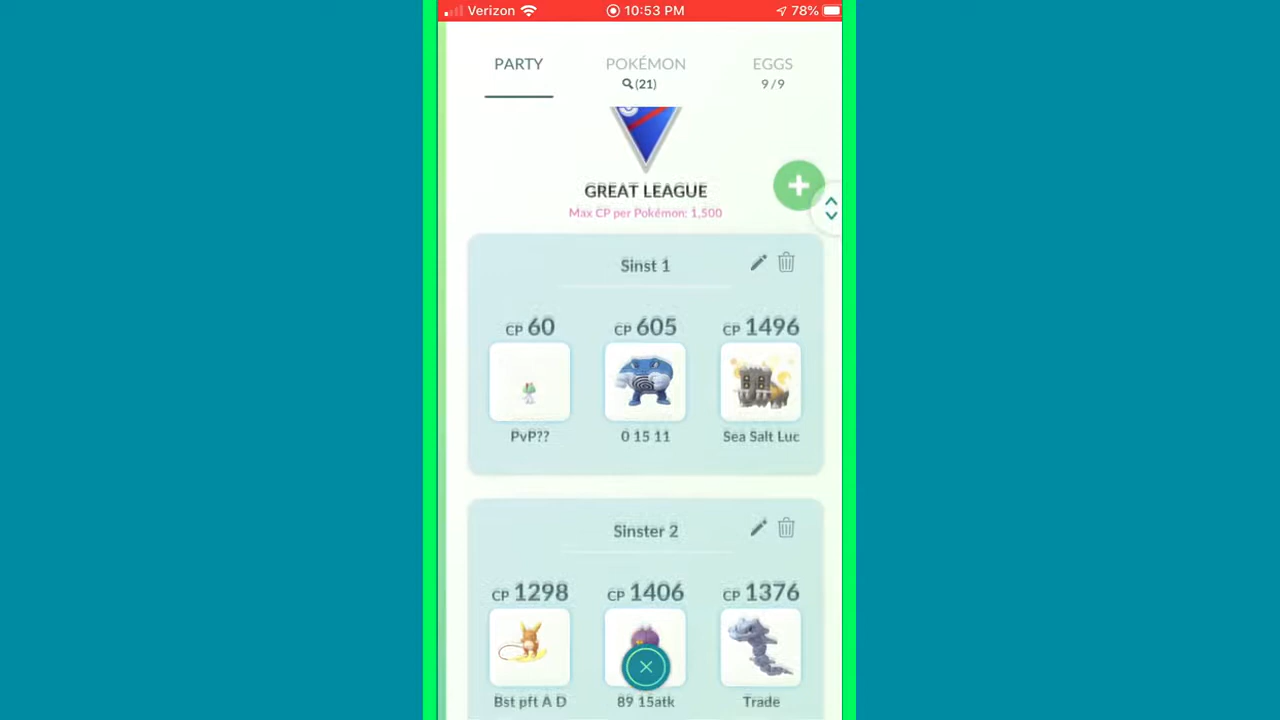 Verizon 10:53 PM 78%
PARTY POKÉMON EGGS
(21) 9/9
GREAT LEAGUE
Max CP per Pokémon: 1,500
Sinst 1
CP 60 CP 605 CP 1496
PvP?? 0 15 11 Sea Salt Luc
Sinster 2
CP 1298 CP 1406 CP 1376
Bst pft A D 89 15atk Trade